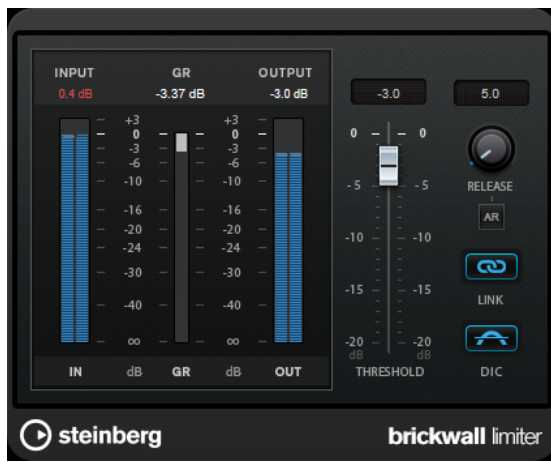 INPUT GR OUTPUT
0.4 dB -3.37 dB -3.0 dB
-3.0 5.0
+3 +3
0 0 0 0
-3 -3
-6 -6
-10 -10
-5 -5
RELEASE
AR
-16 -16
-20 -20
-24 -24
-10 -10
-30 -30
-15 -15
LINK
-40 -40
∞ ∞
-20 -20
dB dB
IN dB GR dB OUT
THRESHOLD DIC
steinberg brickwall limiter